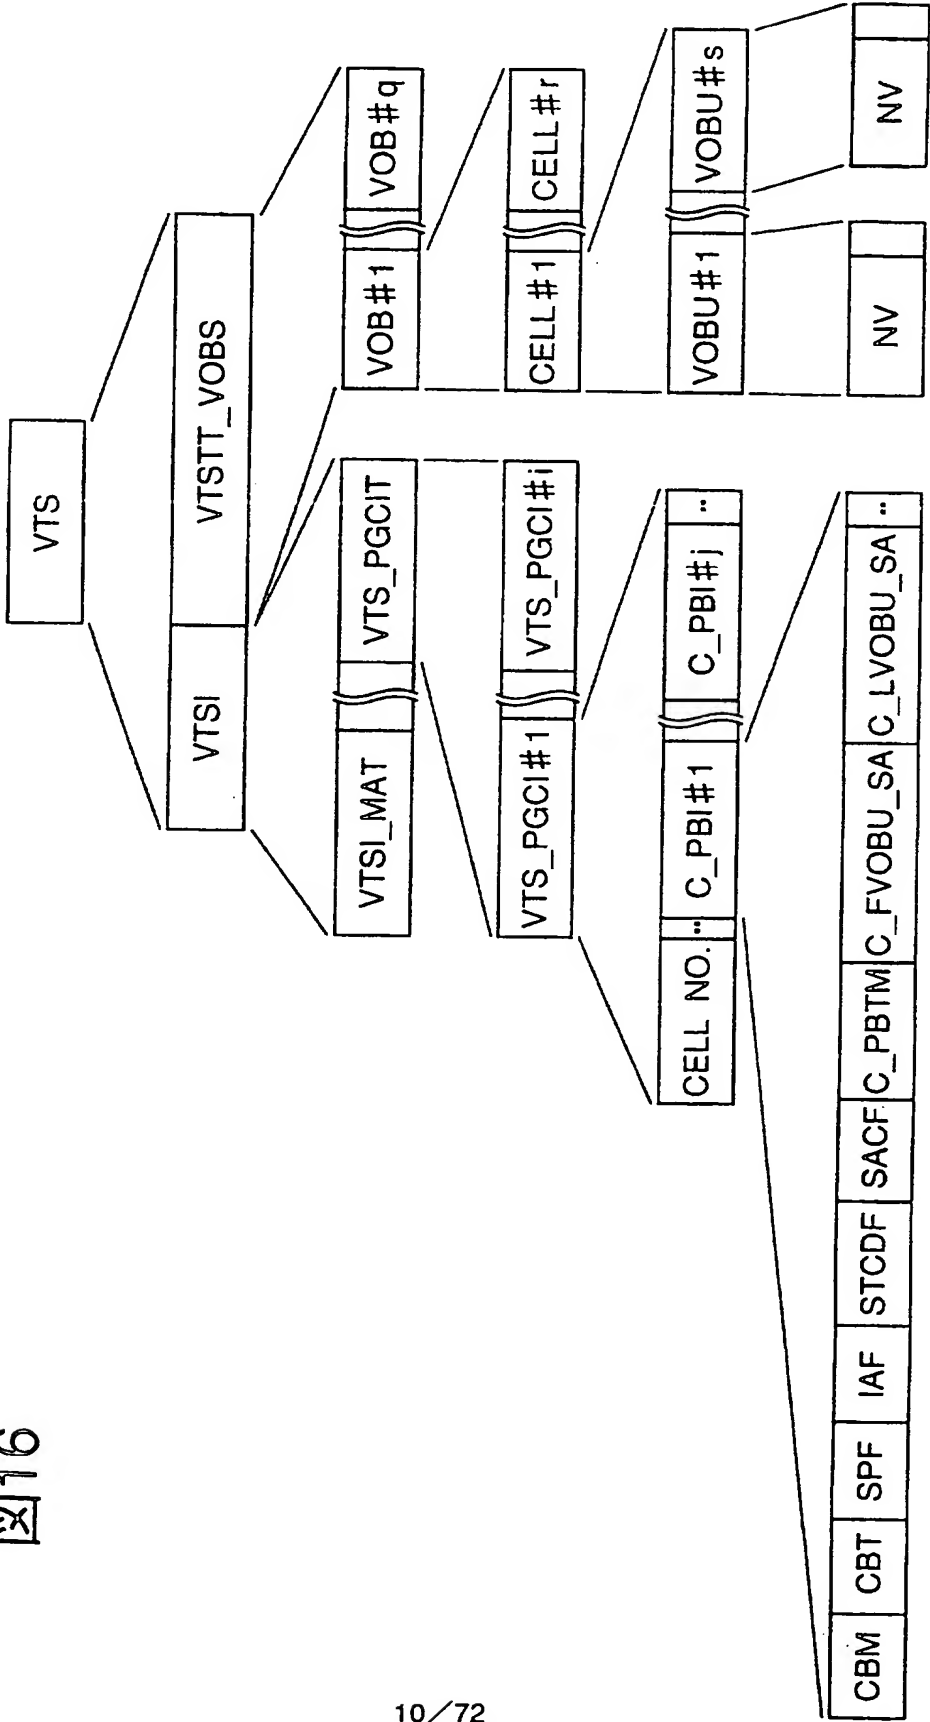 図16
VTS
VTSI VTSTT_VOBS
VTSI_MAT VTS_PGCIT VOB#1 VOB#q
VTS_PGCI#1 VTS_PGCI#i CELL#1 CELL#r
CELL NO. ‥ C_PBI#1 C_PBI#j ‥ VOBU#1 VOBU#s
CBM CBT SPF IAF STCDF SACF C_PBTM C_FVOBU_SA C_LVOBU_SA ‥ NV NV
10/72